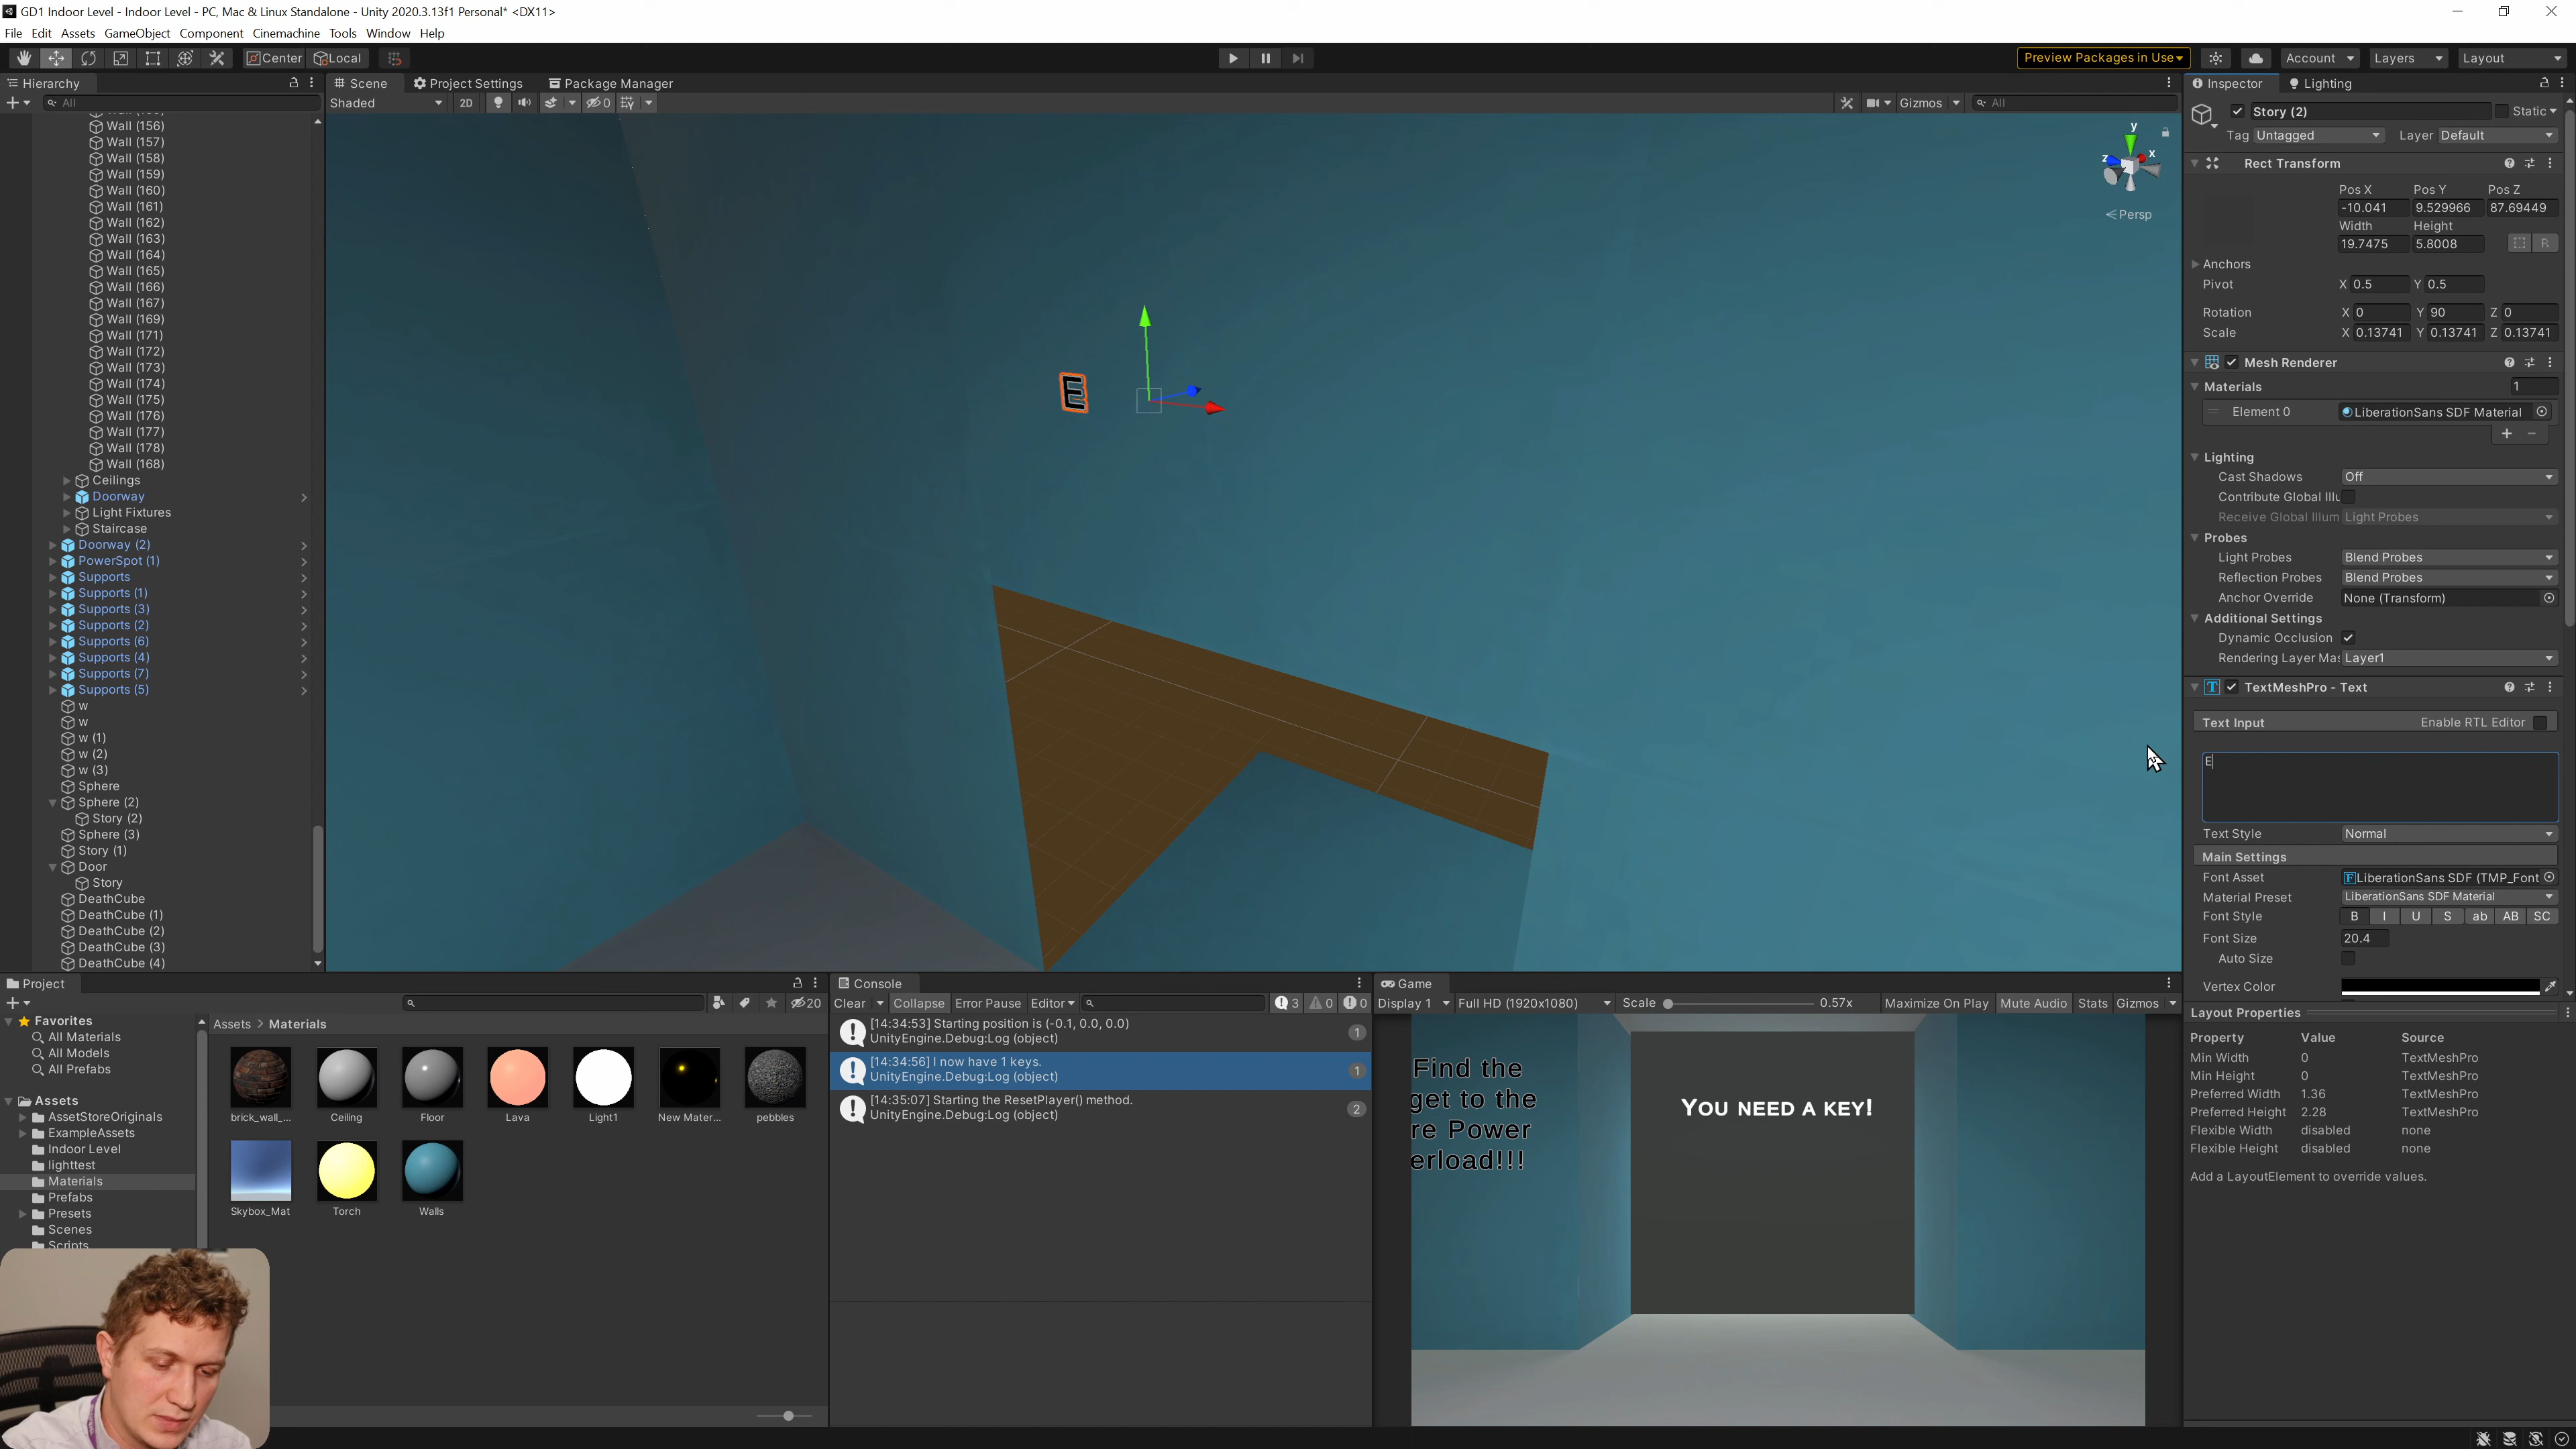 GD1 Indoor Level - Indoor Level - PC, Mac & Linux Standalone - Unity 2020.3.13f1 Personal* <DX11>
File Edit Assets GameObject Component Cinemachine Tools Window Help
Center Local Preview Packages in Use Account Layers Layout
Hierarchy
All
Wall (156)
Wall (157)
Wall (158)
Wall (159)
Wall (160)
Wall (161)
Wall (162)
Wall (163)
Wall (164)
Wall (165)
Wall (166)
Wall (167)
Wall (169)
Wall (171)
Wall (172)
Wall (173)
Wall (174)
Wall (175)
Wall (176)
Wall (177)
Wall (178)
Wall (168)
Ceilings
Doorway
Light Fixtures
Staircase
Doorway (2)
PowerSpot (1)
Supports
Supports (1)
Supports (3)
Supports (2)
Supports (6)
Supports (4)
Supports (7)
Supports (5)
w
w
w (1)
w (2)
w (3)
Sphere
Sphere (2)
Story (2)
Sphere (3)
Story (1)
Door
Story
DeathCube
DeathCube (1)
DeathCube (2)
DeathCube (3)
DeathCube (4)
Scene Project Settings Package Manager
Shaded 2D 0 Gizmos All
y
z x
Persp
E
Inspector Lighting
Story (2) Static
Tag Untagged Layer Default
Rect Transform
Pos X Pos Y Pos Z
-10.041 9.529966 87.69449
Width Height
19.7475 5.8008 R
Anchors
Pivot X 0.5 Y 0.5
Rotation X 0 Y 90 Z 0
Scale X 0.13741 Y 0.13741 Z 0.13741
Mesh Renderer
Materials 1
Element 0 LiberationSans SDF Material
Lighting
Cast Shadows Off
Contribute Global Illu
Receive Global Illum Light Probes
Probes
Light Probes Blend Probes
Reflection Probes Blend Probes
Anchor Override None (Transform)
Additional Settings
Dynamic Occlusion
Rendering Layer Mas Layer1
TextMeshPro - Text
Text Input Enable RTL Editor
E
Text Style Normal
Main Settings
Font Asset LiberationSans SDF (TMP_Font
Material Preset LiberationSans SDF Material
Font Style B I U S ab AB SC
Font Size 20.4
Auto Size
Vertex Color
Layout Properties
Property Value Source
Min Width 0 TextMeshPro
Min Height 0 TextMeshPro
Preferred Width 1.36 TextMeshPro
Preferred Height 2.28 TextMeshPro
Flexible Width disabled none
Flexible Height disabled none
Add a LayoutElement to override values.
Project
20
Favorites
All Materials
All Models
All Prefabs
Assets
AssetStoreOriginals
ExampleAssets
Indoor Level
lighttest
Materials
Prefabs
Presets
Scenes
Scripts
Assets > Materials
brick_wall_... Ceiling Floor Lava Light1 New Mater... pebbles
Skybox_Mat Torch Walls
Console
Clear Collapse Error Pause Editor 3 0 0
[14:34:53] Starting position is (-0.1, 0.0, 0.0)
UnityEngine.Debug:Log (object)
1
[14:34:56] I now have 1 keys.
UnityEngine.Debug:Log (object)
1
[14:35:07] Starting the ResetPlayer() method.
UnityEngine.Debug:Log (object)
2
Game
Display 1 Full HD (1920x1080) Scale 0.57x Maximize On Play Mute Audio Stats Gizmos
Find the
get to the
re Power
erload!!!
YOU NEED A KEY!